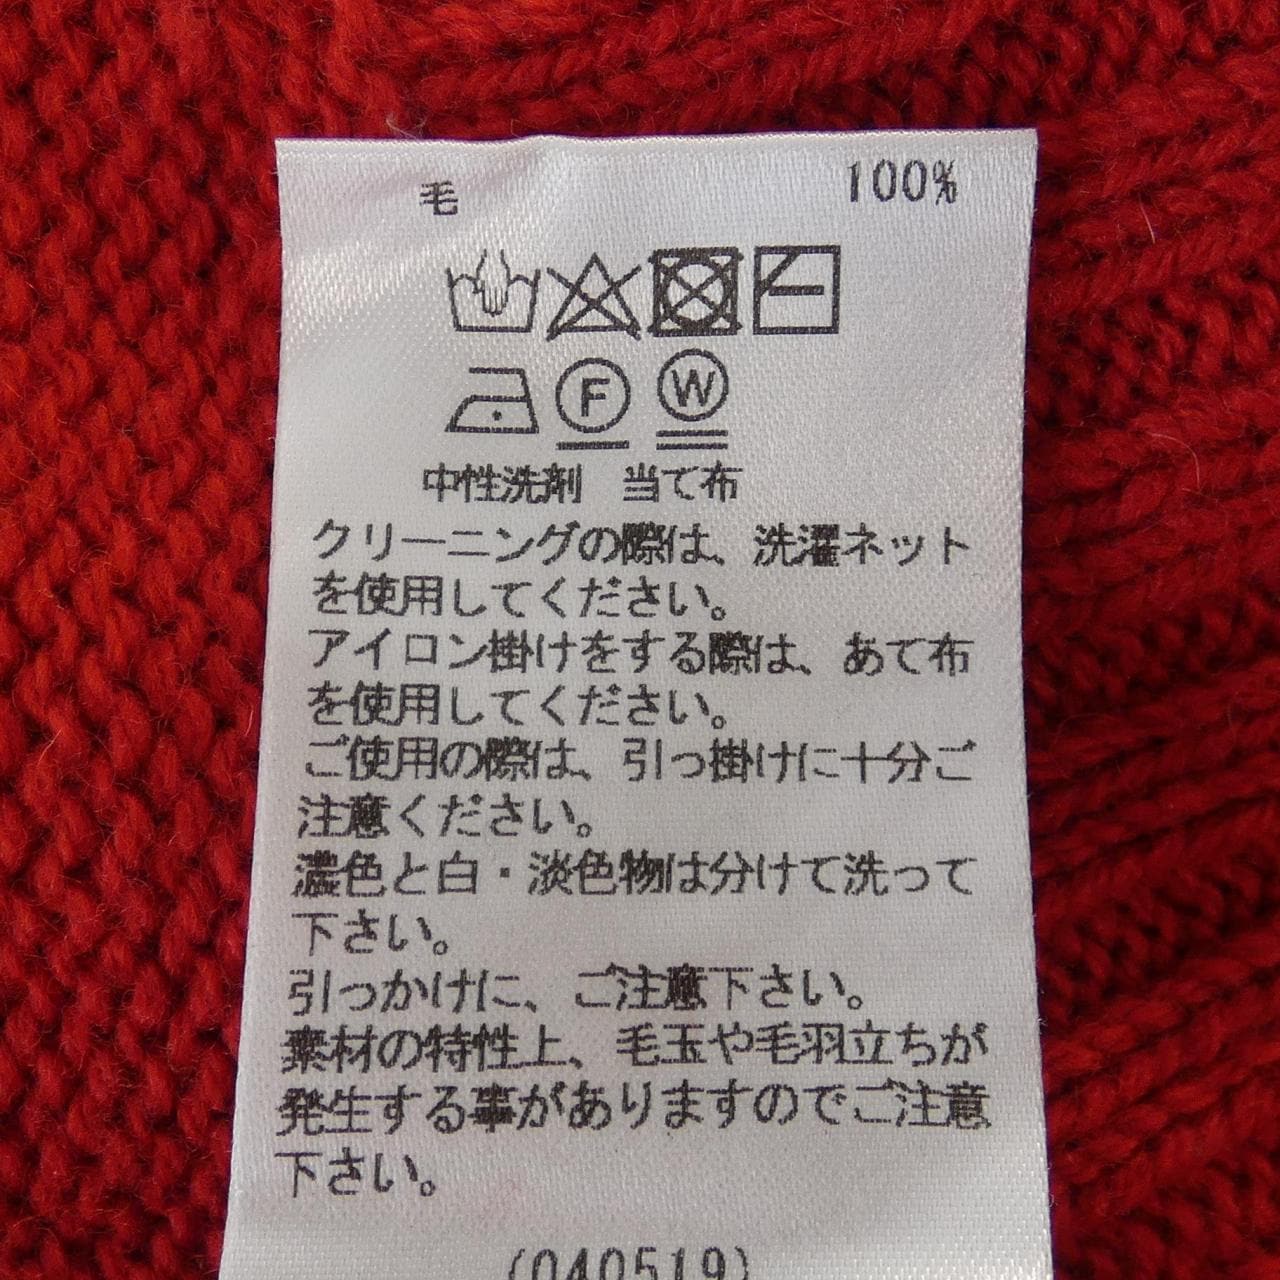 毛 100%
F W
中性洗剤 当て布
クリーニングの際は、洗濯ネット
を使用してください。
アイロン掛けをする際は、あて布
を使用してください。
ご使用の際は、引っ掛けに十分ご
注意ください。
濃色と白・淡色物は分けて洗って
下さい。
引っかけに、ご注意下さい。
素材の特性上、毛玉や毛羽立ちが
発生する事がありますのでご注意
下さい。
(040519)